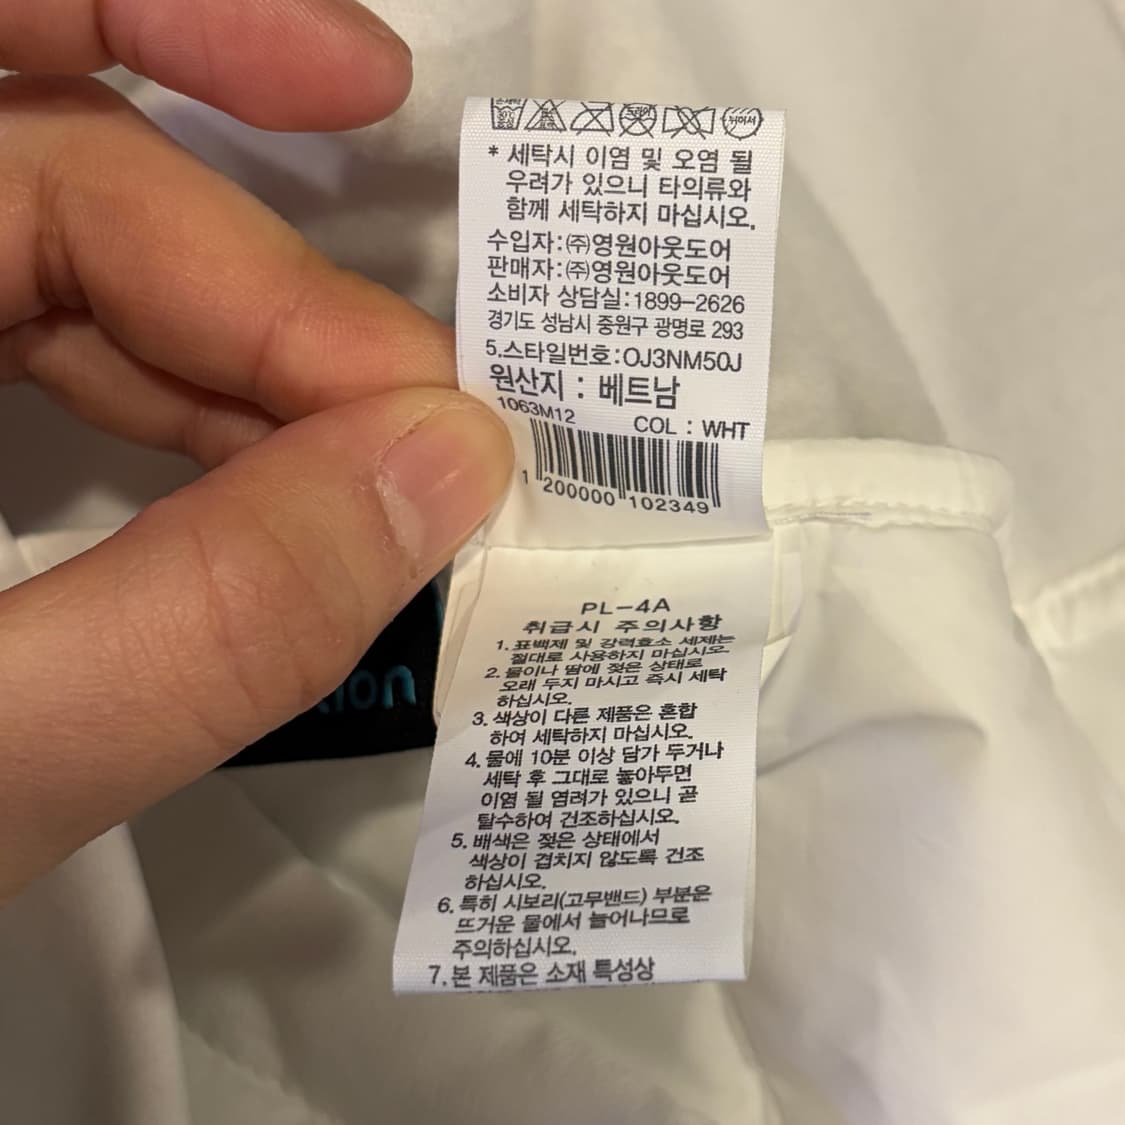 손세탁
드라이
뉘어서
* 세탁시 이염 및 오염 될
우려가 있으니 타의류와
함께 세탁하지 마십시오.
수입자:㈜영원아웃도어
판매자:㈜영원아웃도어
소비자 상담실:1899-2626
경기도 성남시 중원구 광명로 293
5.스타일번호:OJ3NM50J
원산지 : 베트남
1063M12 COL : WHT
1 200000 102349
PL-4A
취급시 주의사항
1. 표백제 및 강력효소 세제는
절대로 사용하지 마십시오.
2. 물이나 땀에 젖은 상태로
오래 두지 마시고 즉시 세탁
하십시오.
3. 색상이 다른 제품은 혼합
하여 세탁하지 마십시오.
4. 물에 10분 이상 담가 두거나
세탁 후 그대로 놓아두면
이염 될 염려가 있으니 곧
탈수하여 건조하십시오.
5. 배색은 젖은 상태에서
색상이 겹치지 않도록 건조
하십시오.
6. 특히 시보리(고무밴드) 부분은
뜨거운 물에서 늘어나므로
주의하십시오.
7. 본 제품은 소재 특성상